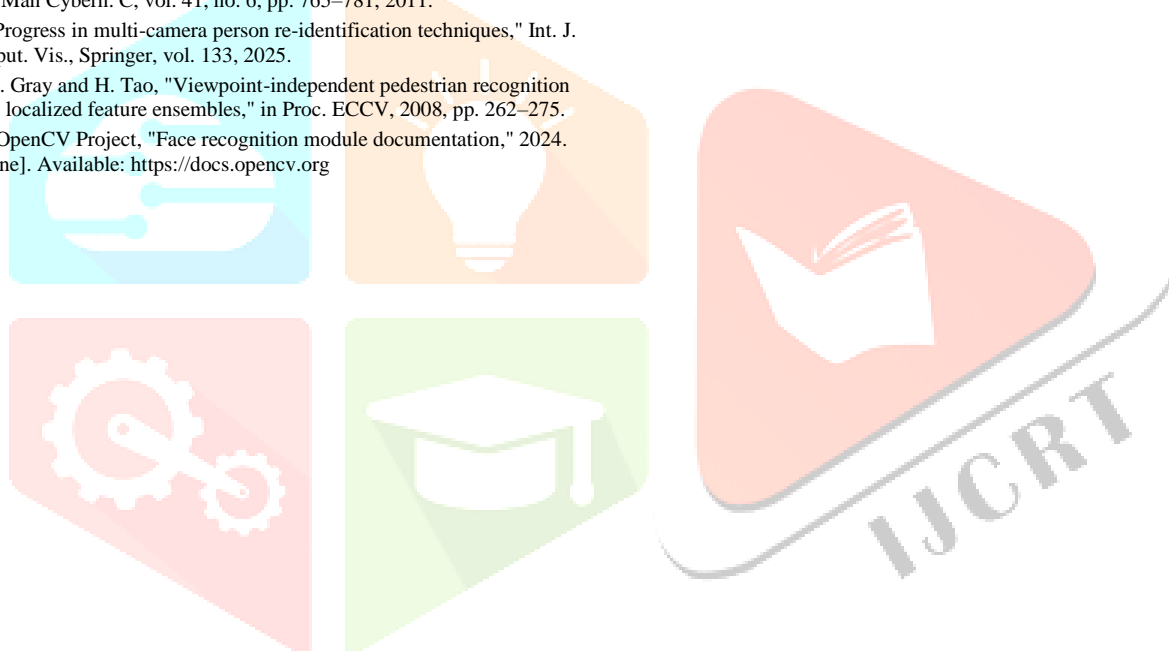 Man Cybern. C, vol. 41, no. 6, pp. 765–781, 2011.
Progress in multi-camera person re-identification techniques," Int. J.
Vis., Springer, vol. 133, 2025.
Gray and H. Tao, "Viewpoint-independent pedestrian recognition
localized feature ensembles," in Proc. ECCV, 2008, pp. 262–275.
OpenCV Project, "Face recognition module documentation," 2024.
Available: https://docs.opencv.org
IJCRT